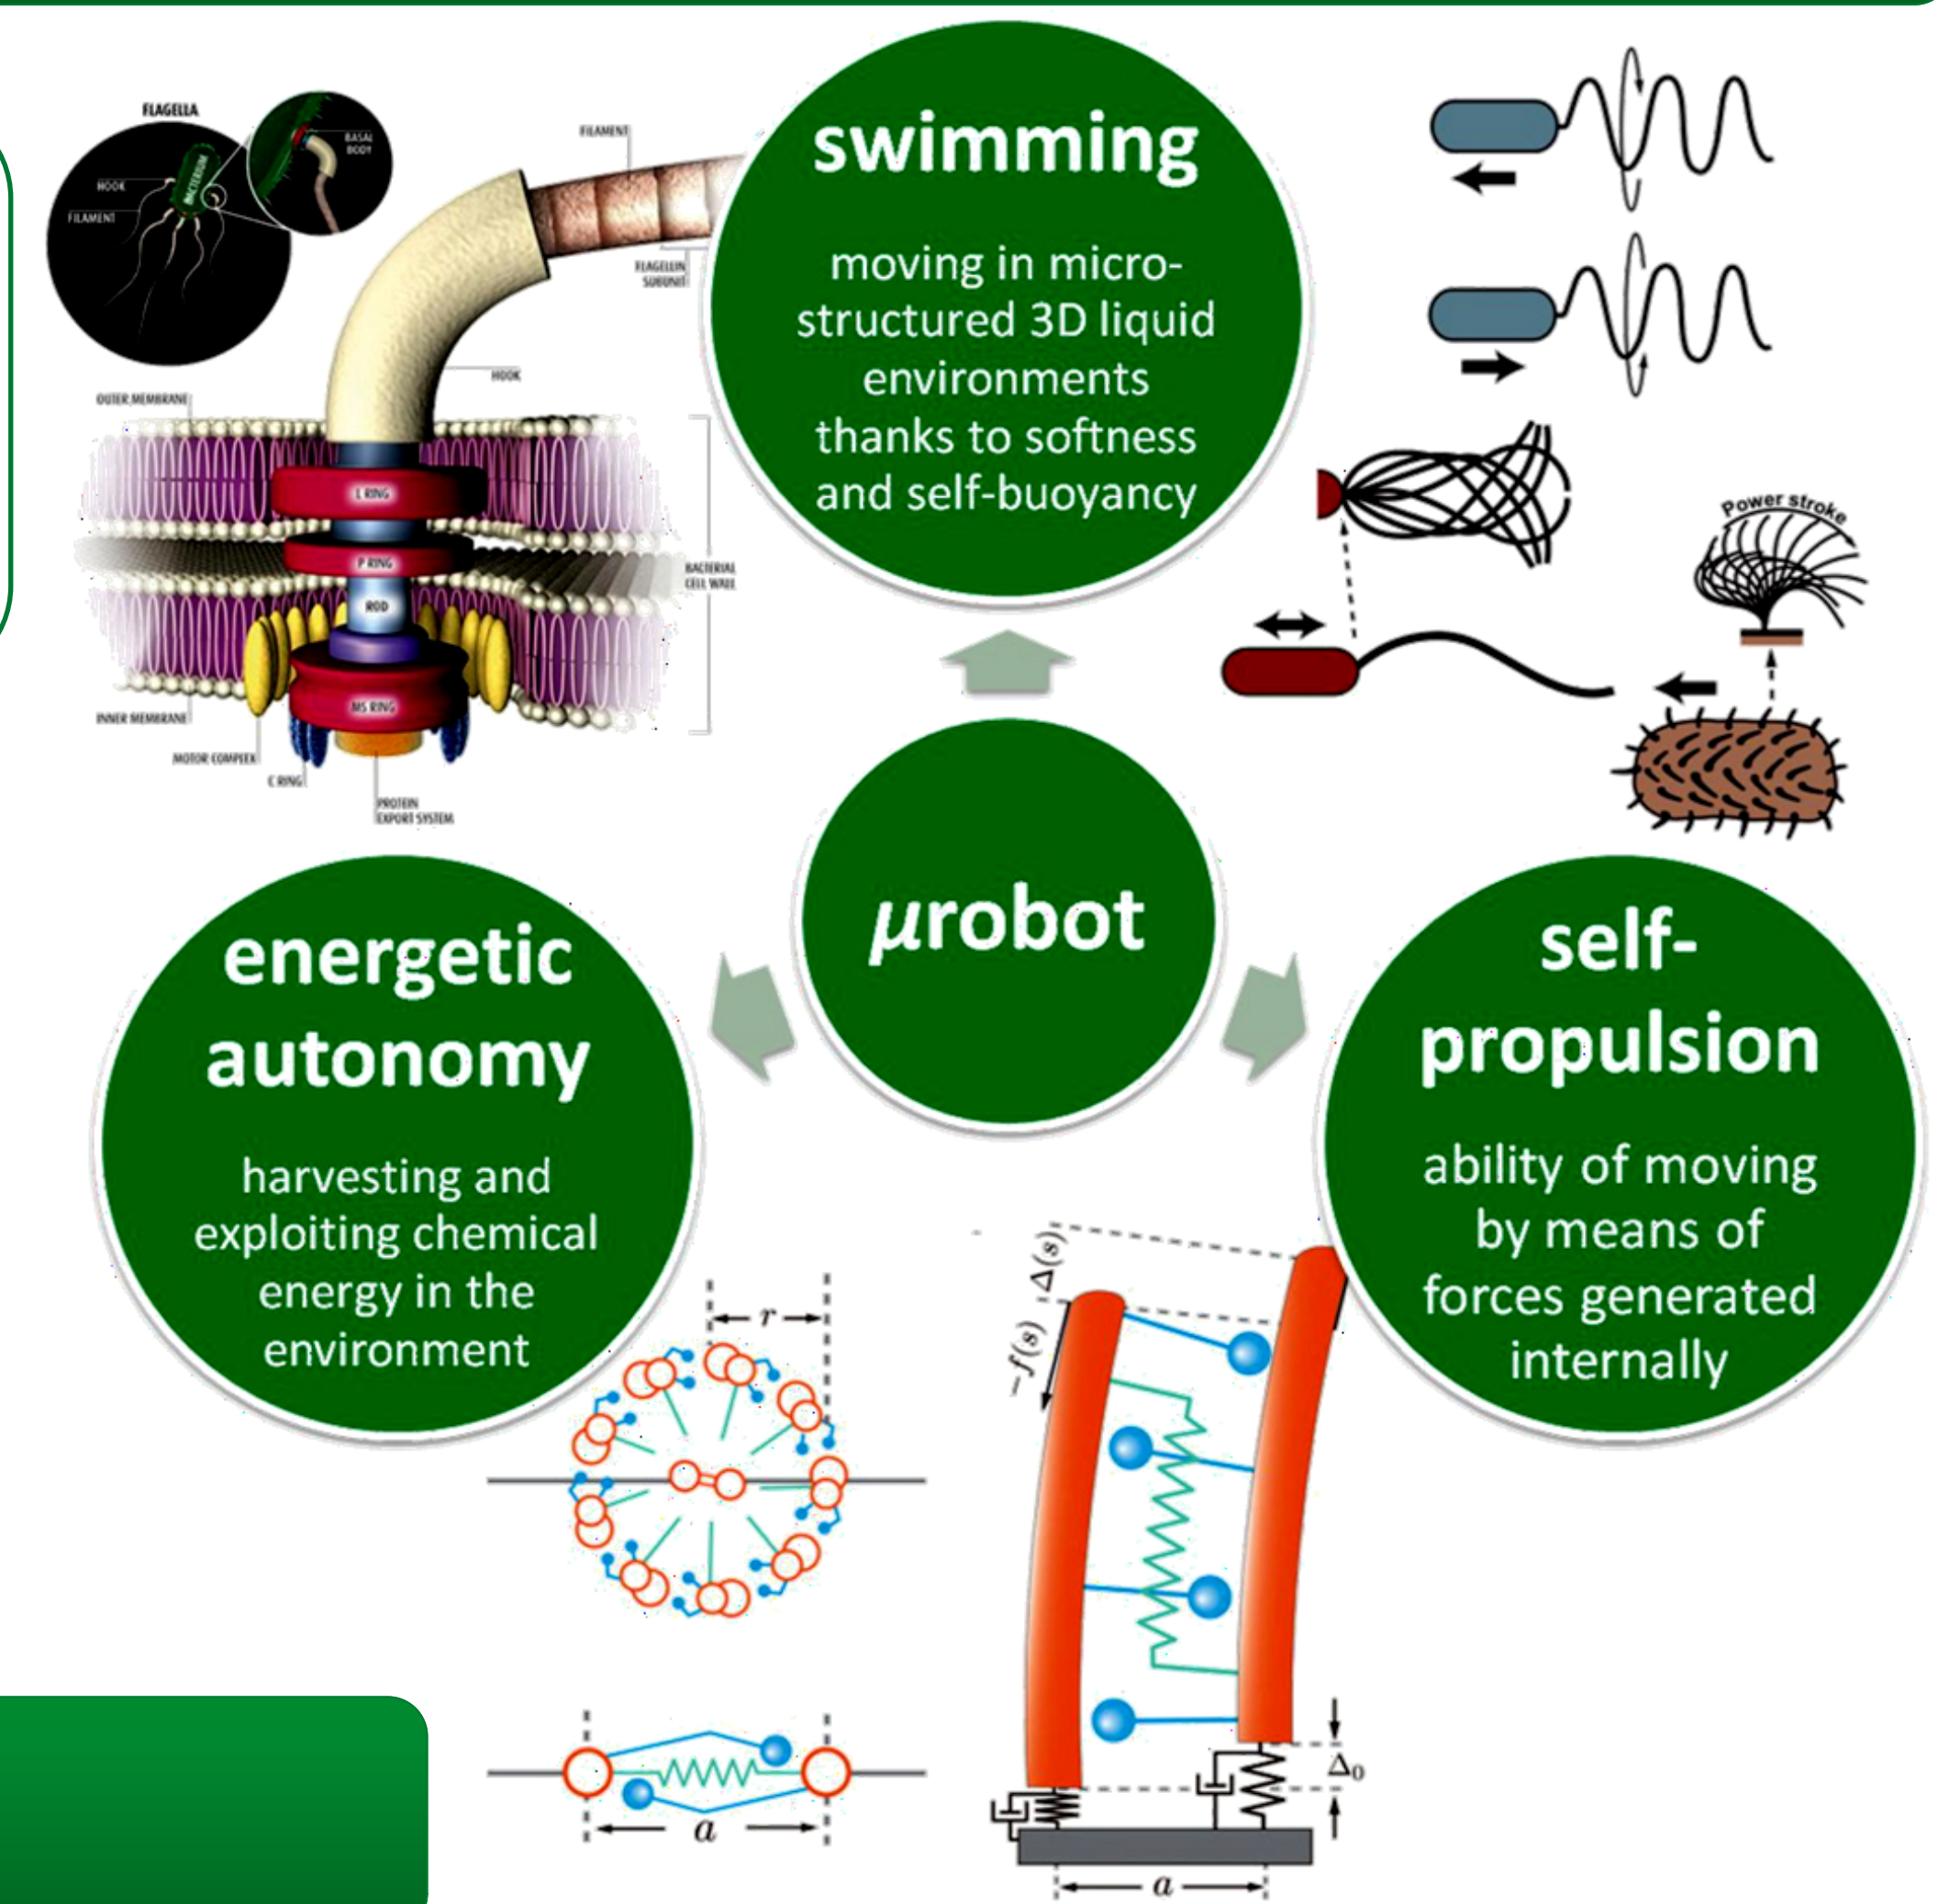 FLAGELLA
BASAL
BODY
HOOK
BACTERIUM
FILAMENT
FILAMENT
FLAGELLIN
SUBUNIT
HOOK
OUTER MEMBRANE
L RING
P RING
ROD
BACTERIAL
CELL WALL
MS RING
INNER MEMBRANE
MOTOR COMPLEX
C RING
PROTEIN
EXPORT SYSTEM
swimming
moving in micro-
structured 3D liquid
environments
thanks to softness
and self-buoyancy
Power stroke
μrobot
energetic
autonomy
harvesting and
exploiting chemical
energy in the
environment
self-
propulsion
ability of moving
by means of
forces generated
internally
r
a
Δ(s)
−f(s)
Δ₀
a